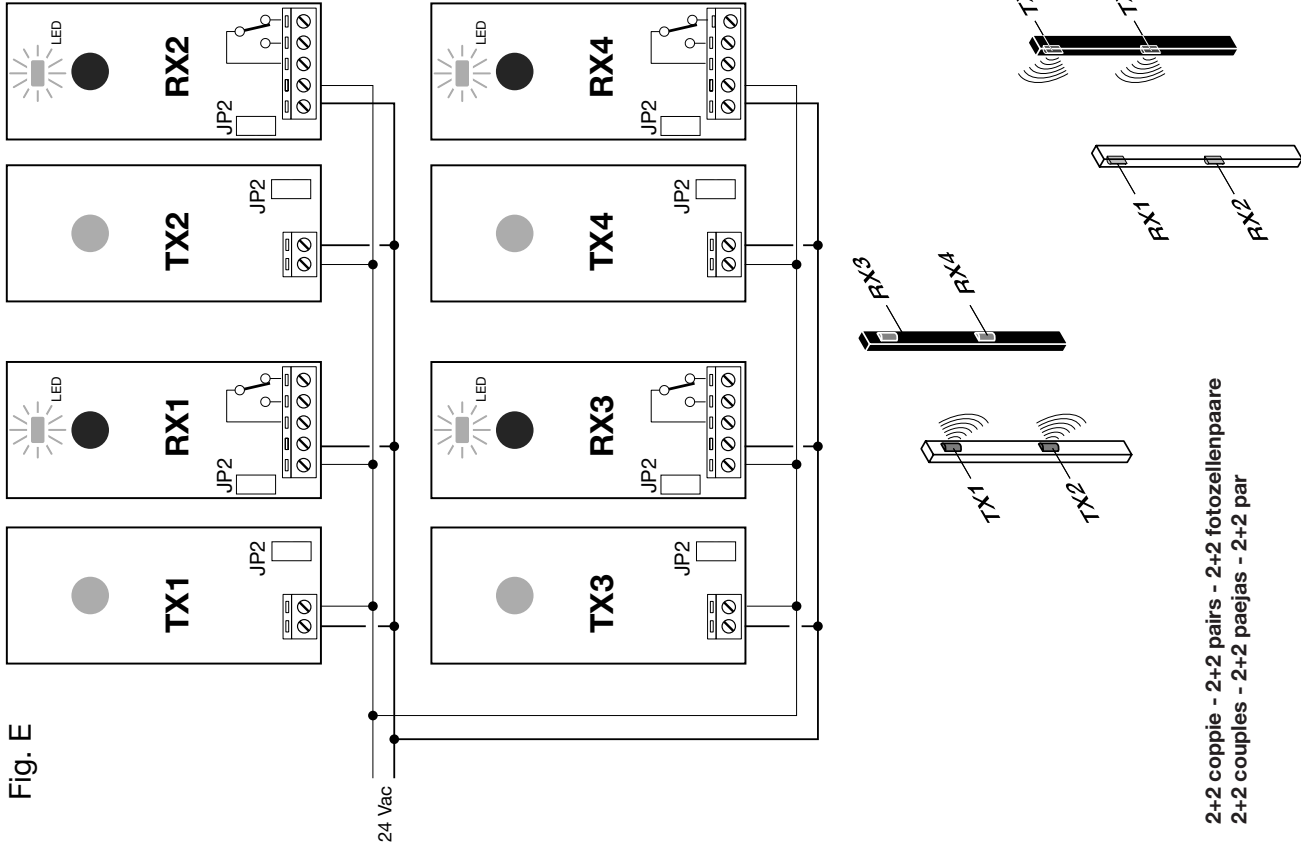 Fig. E
LED
LED
TX1
RX1
TX2
RX2
JP2
JP2
JP2
JP2
24 Vac
LED
LED
TX3
RX3
TX4
RX4
JP2
JP2
JP2
JP2
RX3
RX4
TX1
TX2
RX1
RX2
2+2 coppie - 2+2 pairs - 2+2 fotozellenpaare
2+2 couples - 2+2 paejas - 2+2 par